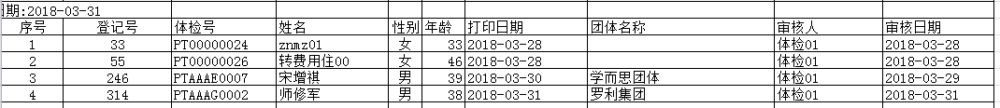 日期:2018-03-31
序号 登记号 体检号 姓名 性别 年龄 打印日期 团体名称 审核人 审核日期
1 33 PT00000024 znmz01 女 33 2018-03-28 体检01 2018-03-28
2 55 PT00000026 转费用住00 女 46 2018-03-28 体检01 2018-03-28
3 246 PTAAAE0007 宋增祺 男 39 2018-03-30 学而思团体 体检01 2018-03-29
4 314 PTAAAG0002 师修军 男 38 2018-03-31 罗利集团 体检01 2018-03-31